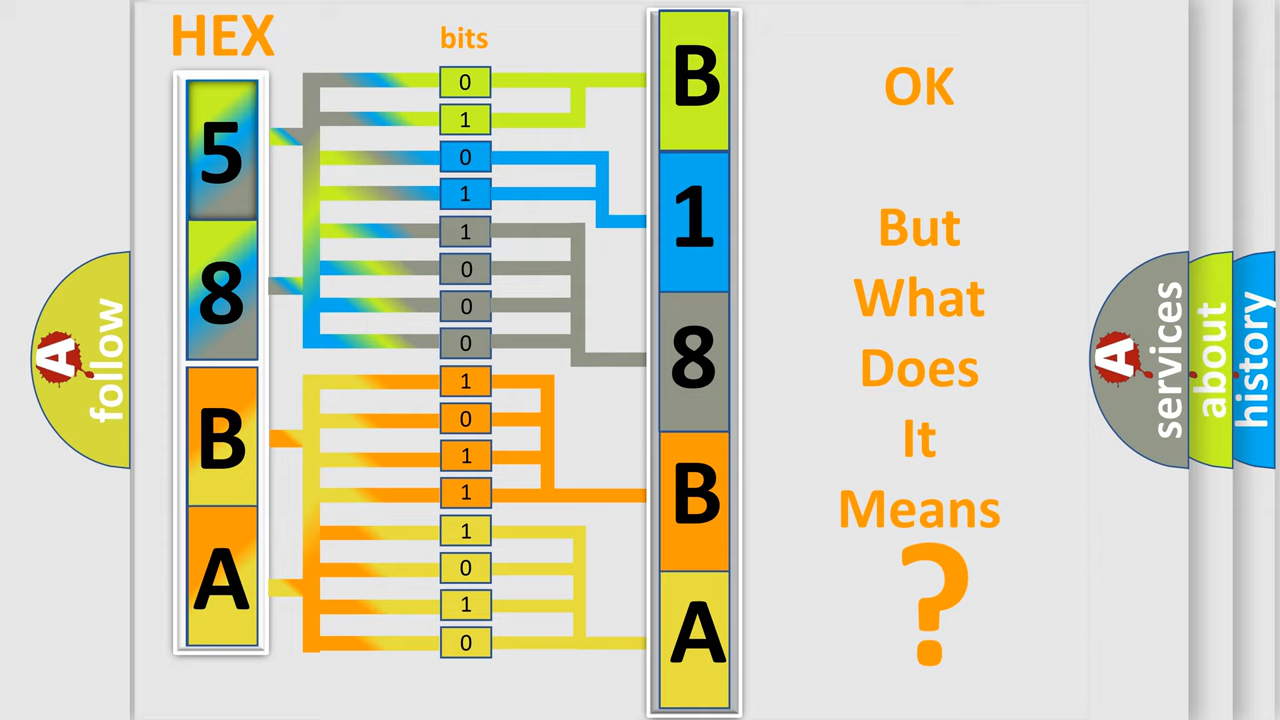 HEX
bits
5
8
B
A
0
1
0
1
1
0
0
0
1
0
1
1
1
0
1
0
B
1
8
B
A
OK
But
What
Does
It
Means
?
A
follow
A
services
about
history